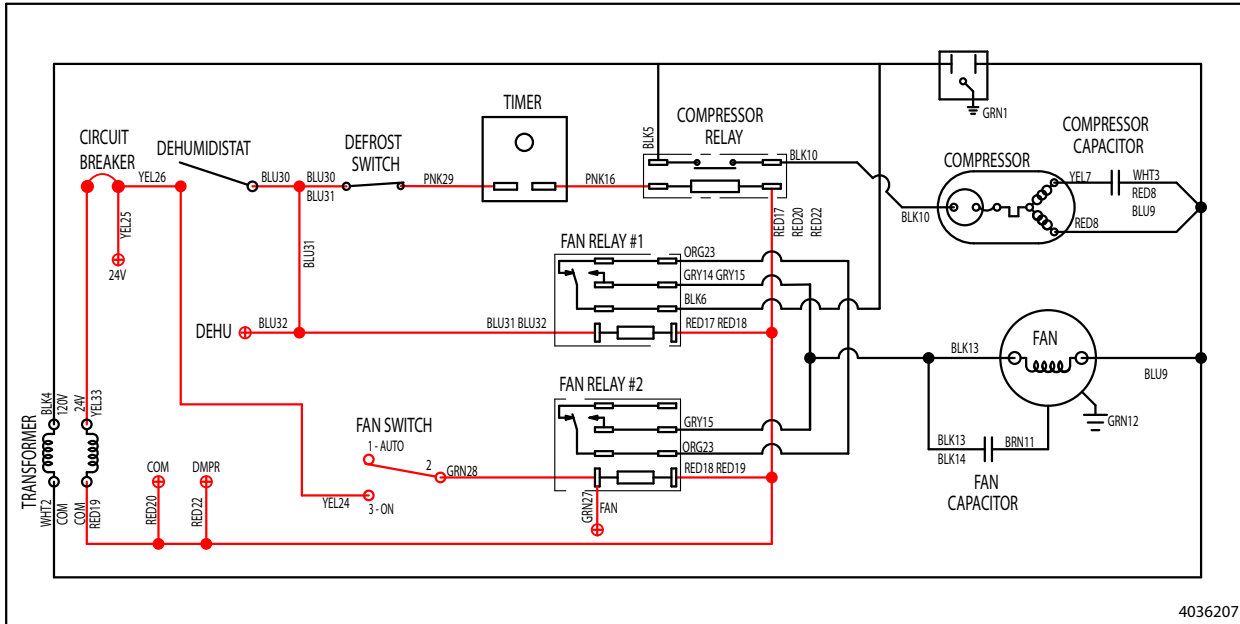 TIMER
COMPRESSOR
RELAY
CIRCUIT
BREAKER
DEHUMIDISTAT
DEFROST
SWITCH
GRN1
COMPRESSOR
CAPACITOR
COMPRESSOR
BLK5
BLK10
YEL26
BLU30
BLU30
BLU31
PNK29
PNK16
YEL7
WHT3
RED8
BLU9
RED8
BLK10
YEL25
24V
BLU31
RED17
RED20
RED22
FAN RELAY #1
ORG23
GRY14 GRY15
BLK6
DEHU
BLU32
BLU31 BLU32
RED17 RED18
BLK13
FAN
BLU9
FAN RELAY #2
GRY15
ORG23
RED18 RED19
GRN12
BLK13
BLK14
BRN11
FAN
CAPACITOR
TRANSFORMER
BLK4
120V
24V
YEL33
WHT2
COM
COM
RED19
COM
DMPR
RED20
RED22
FAN SWITCH
1 - AUTO
2
GRN28
YEL24
3 - ON
GRN27
FAN
4036207